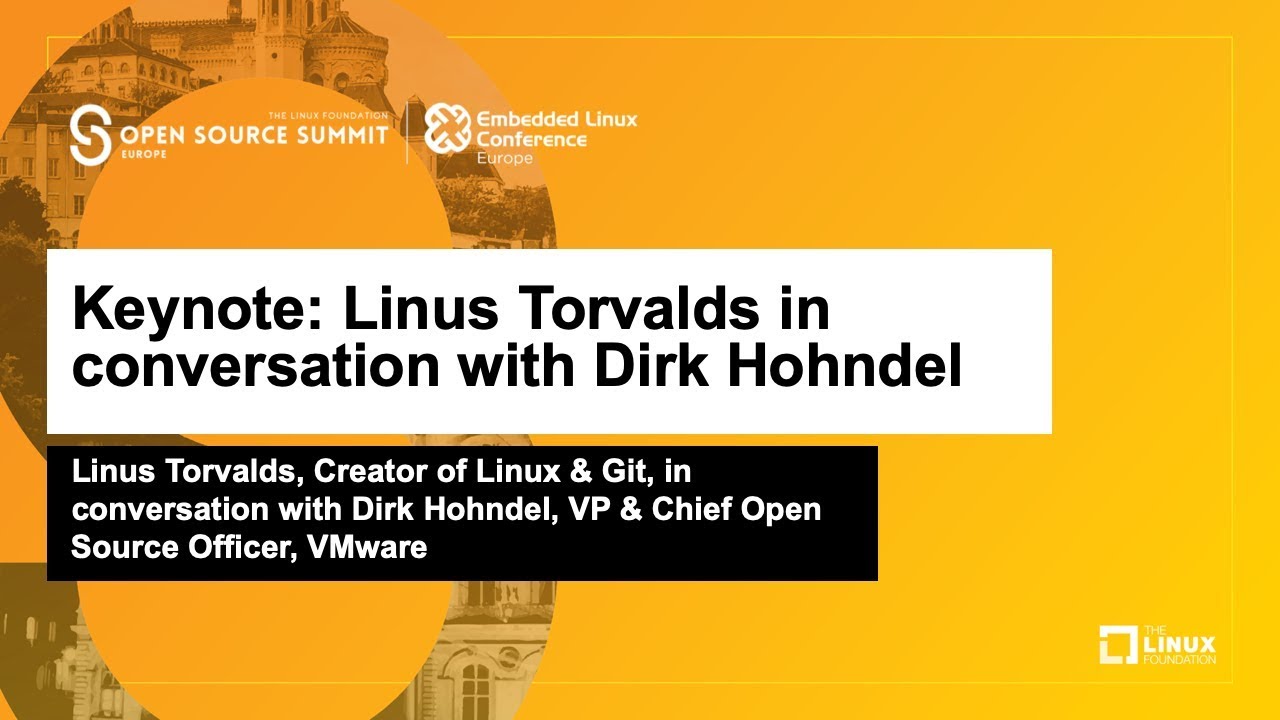 THE LINUX FOUNDATION
OPEN SOURCE SUMMIT
EUROPE
Embedded Linux
Conference
Europe
Keynote: Linus Torvalds in
conversation with Dirk Hohndel
Linus Torvalds, Creator of Linux & Git, in
conversation with Dirk Hohndel, VP & Chief Open
Source Officer, VMware
THE
LINUX
FOUNDATION